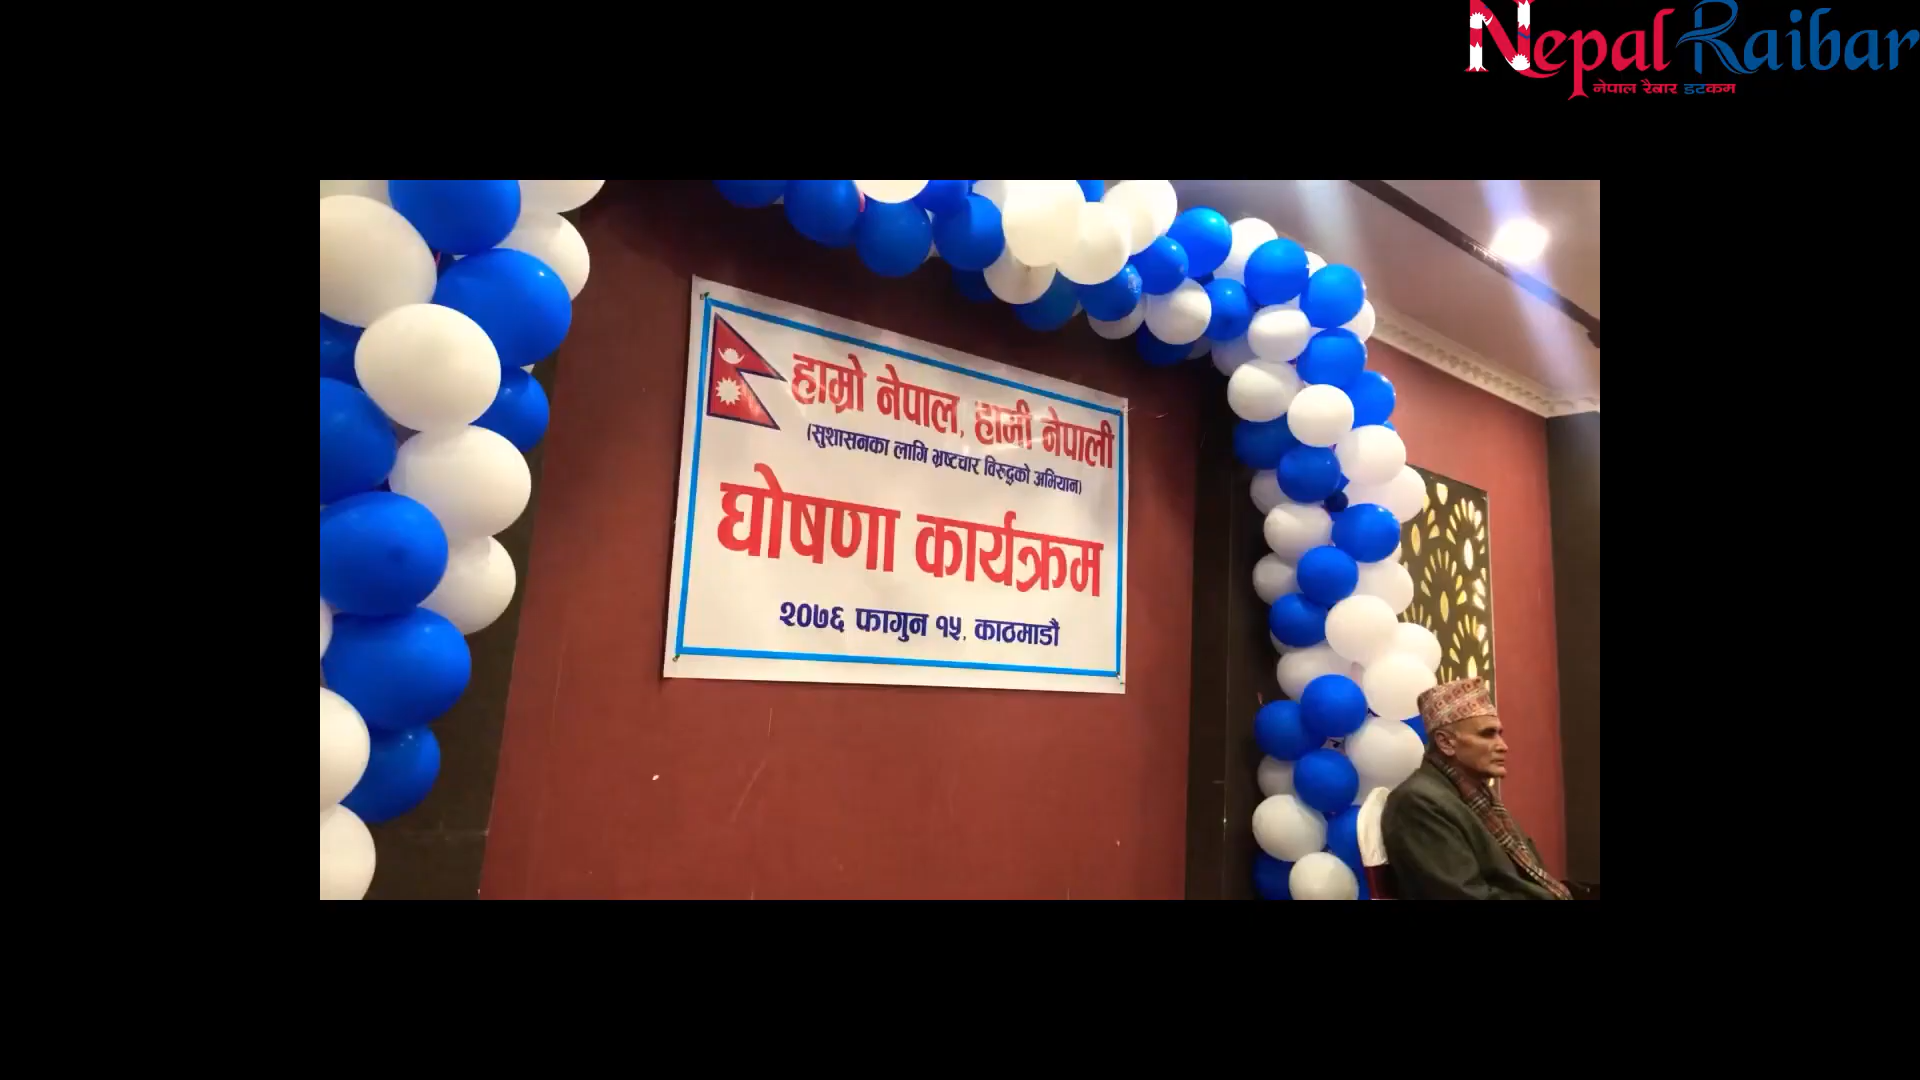 Nepal Raibar
नेपाल रैबार डटकम
हाम्रो नेपाल, हामी नेपाली
(सुशासनका लागि भ्रष्टचार विरुद्धको अभियान)
घोषणा कार्यक्रम
२०७६ फागुन १५, काठमाडौं